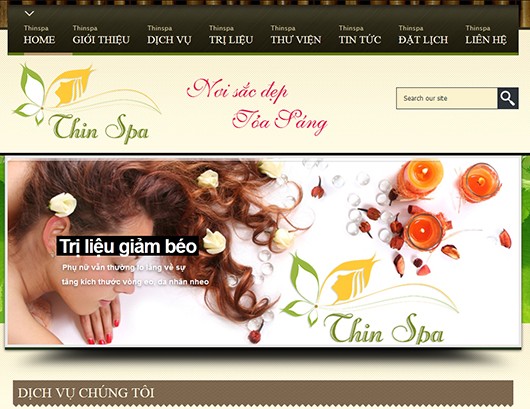 Thinspa Thinspa Thinspa Thinspa Thinspa Thinspa Thinspa Thinspa
HOME GIỚI THIỆU DỊCH VỤ TRỊ LIỆU THƯ VIỆN TIN TỨC ĐẶT LỊCH LIÊN HỆ
Nơi sắc đẹp
Tỏa Sáng
Thin Spa
Search our site
Trị liệu giảm béo
Phụ nữ vẫn thường lo lắng về sự
tăng kích thước vòng eo, da nhăn nheo
Thin Spa
DỊCH VỤ CHÚNG TÔI